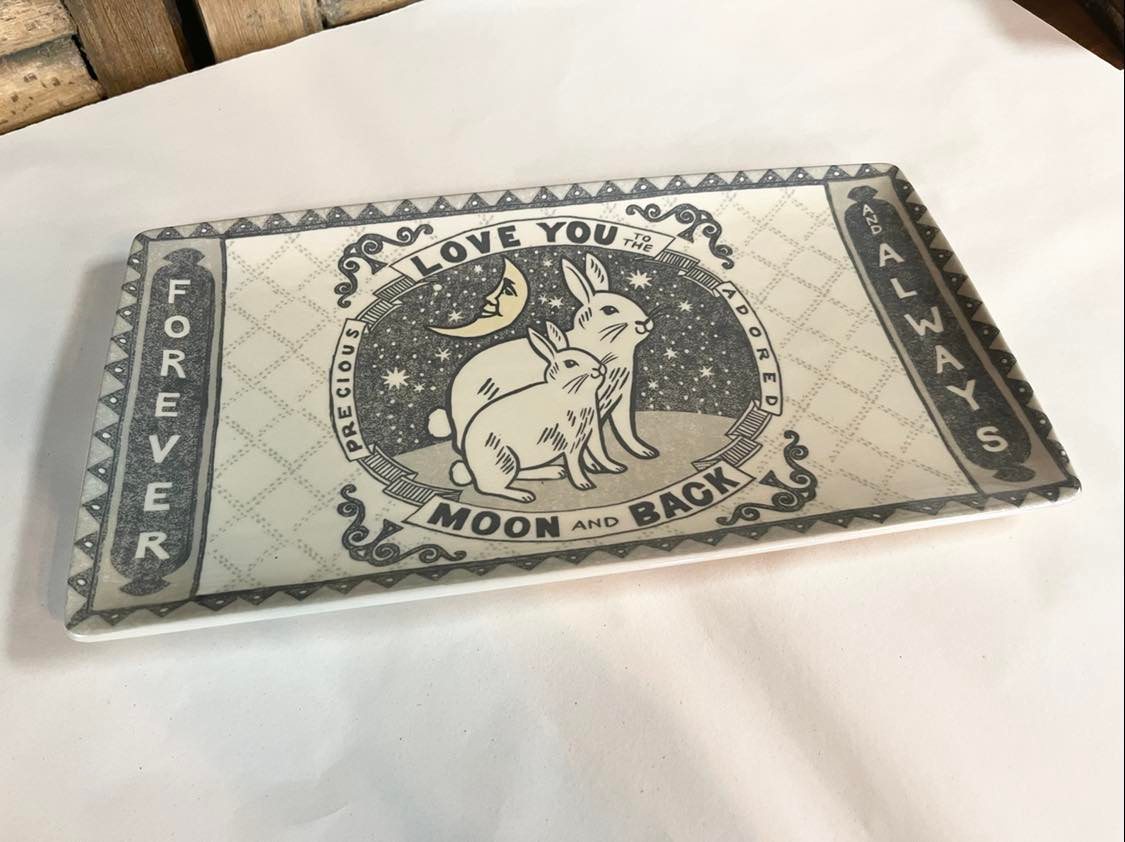 FOREVER
LOVE YOU TO THE
PRECIOUS
ADORED
MOON AND BACK
AND ALWAYS